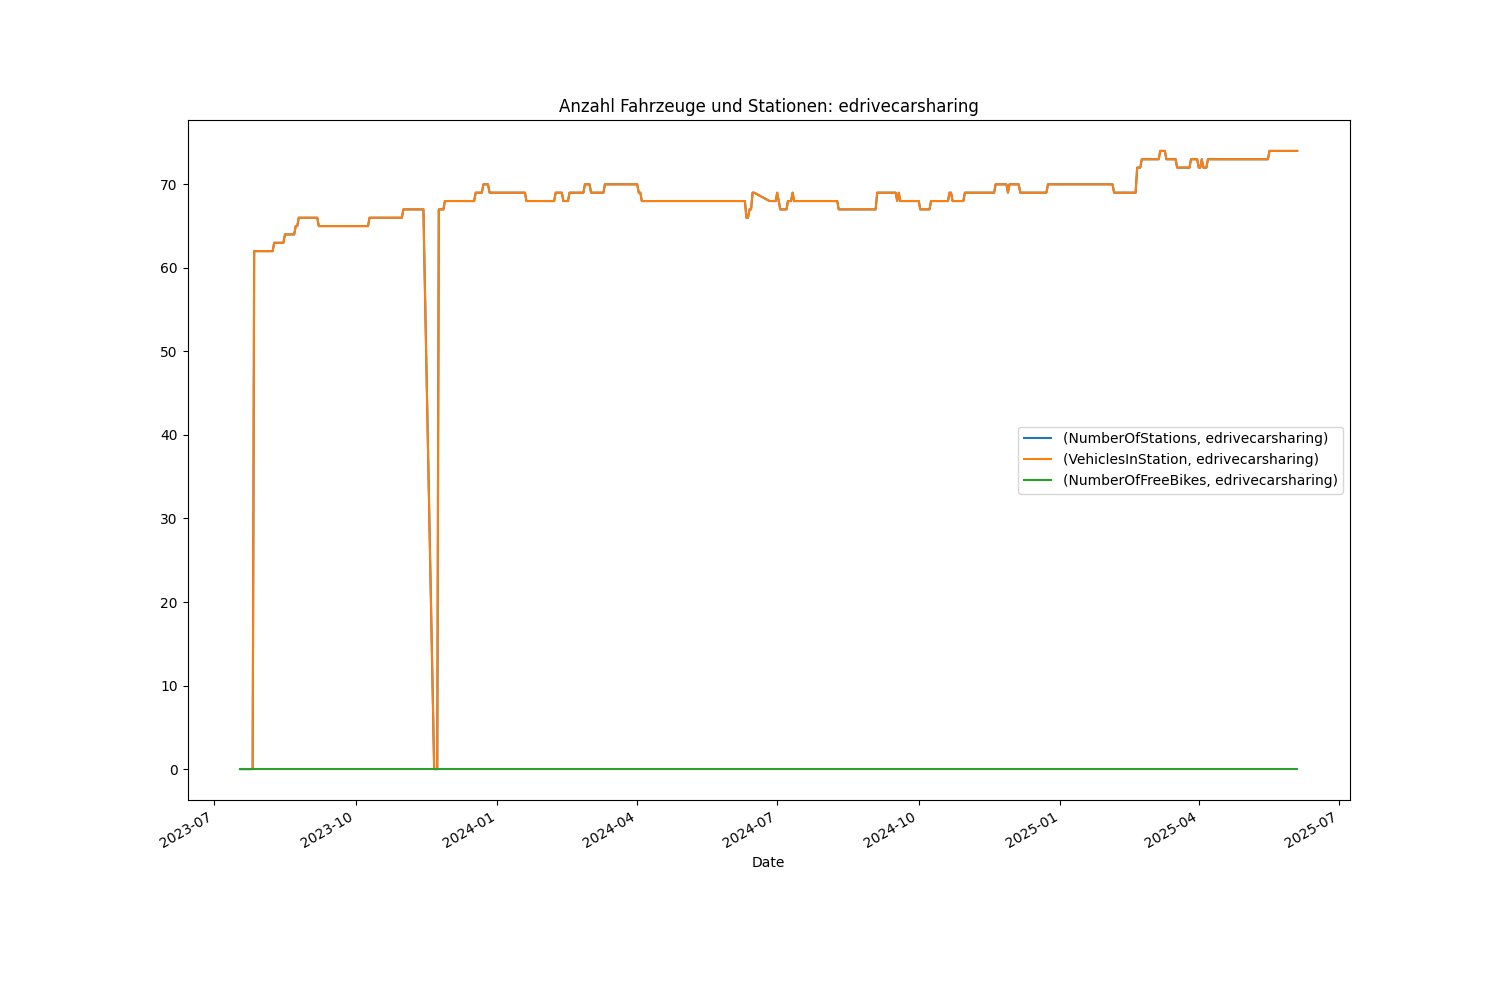 Anzahl Fahrzeuge und Stationen: edrivecarsharing
70
60
50
40
30
20
10
0
(NumberOfStations, edrivecarsharing)
(VehiclesInStation, edrivecarsharing)
(NumberOfFreeBikes, edrivecarsharing)
2023-07 2023-10 2024-01 2024-04 2024-07 2024-10 2025-01 2025-04 2025-07
Date